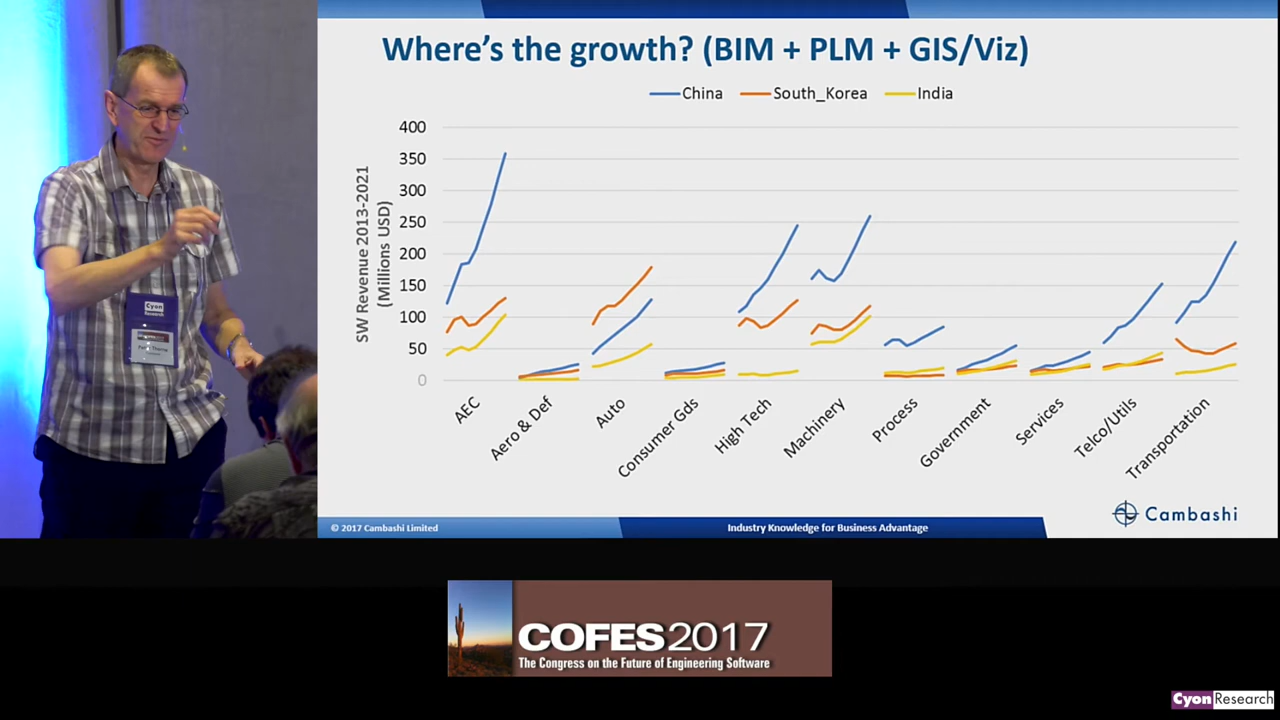 Where's the growth? (BIM + PLM + GIS/Viz)
China South_Korea India
SW Revenue 2013-2021
(Millions USD)
400
350
300
250
200
150
100
50
0
AEC
Aero & Def
Auto
Consumer Gds
High Tech
Machinery
Process
Government
Services
Telco/Utils
Transportation
Cambashi
© 2017 Cambashi Limited
Industry Knowledge for Business Advantage
Cyon
Research
COFES2017
The Congress on the Future of Engineering Software
CyonResearch